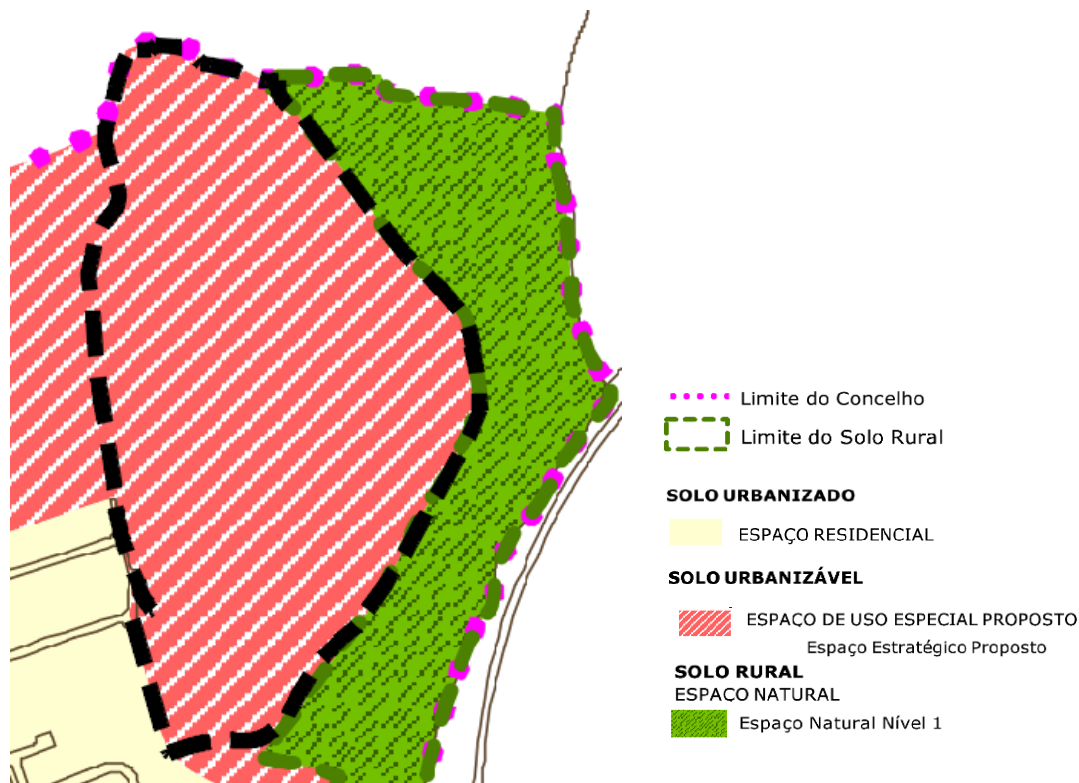 Limite do Concelho
Limite do Solo Rural
SOLO URBANIZADO
ESPAÇO RESIDENCIAL
SOLO URBANIZÁVEL
ESPAÇO DE USO ESPECIAL PROPOSTO
Espaço Estratégico Proposto
SOLO RURAL
ESPACO NATURAL
Espaço Natural Nível 1